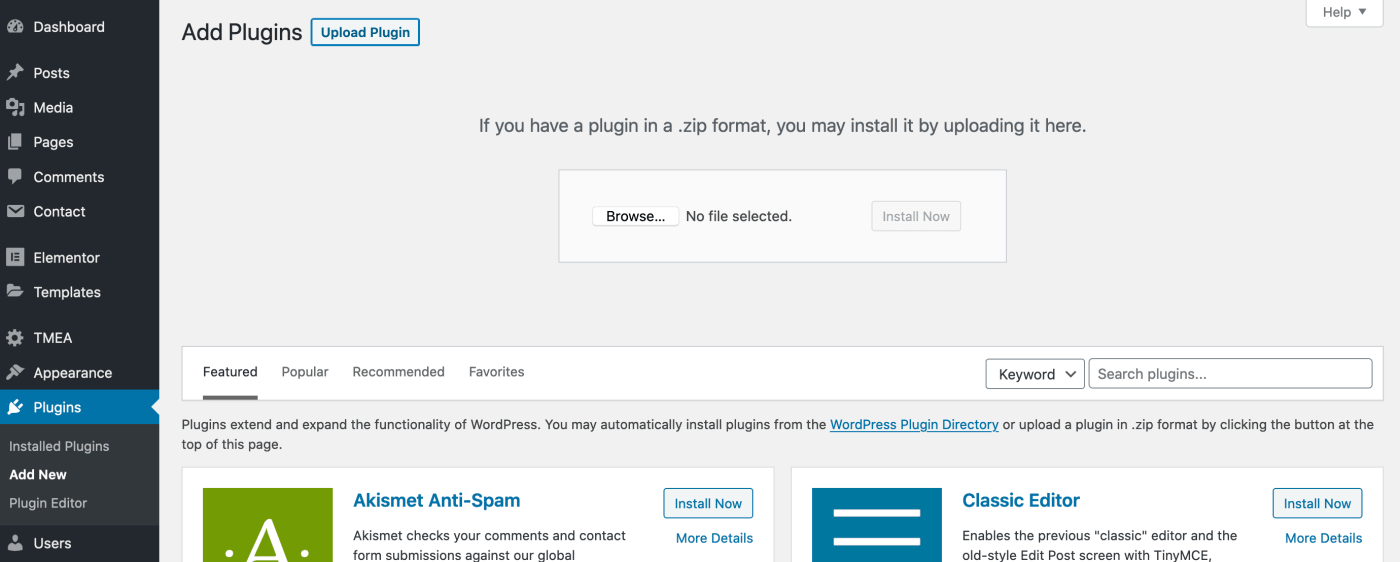 Dashboard
Posts
Media
Pages
Comments
Contact
Elementor
Templates
TMEA
Appearance
Plugins
Installed Plugins
Add New
Plugin Editor
Users
Add Plugins
Upload Plugin
Help
If you have a plugin in a .zip format, you may install it by uploading it here.
Browse... No file selected.
Install Now
Featured Popular Recommended Favorites
Keyword
Search plugins...
Plugins extend and expand the functionality of WordPress. You may automatically install plugins from the WordPress Plugin Directory or upload a plugin in .zip format by clicking the button at the
top of this page.
Akismet Anti-Spam
Install Now
More Details
Akismet checks your comments and contact
form submissions against our global
Classic Editor
Install Now
More Details
Enables the previous "classic" editor and the
old-style Edit Post screen with TinyMCE,